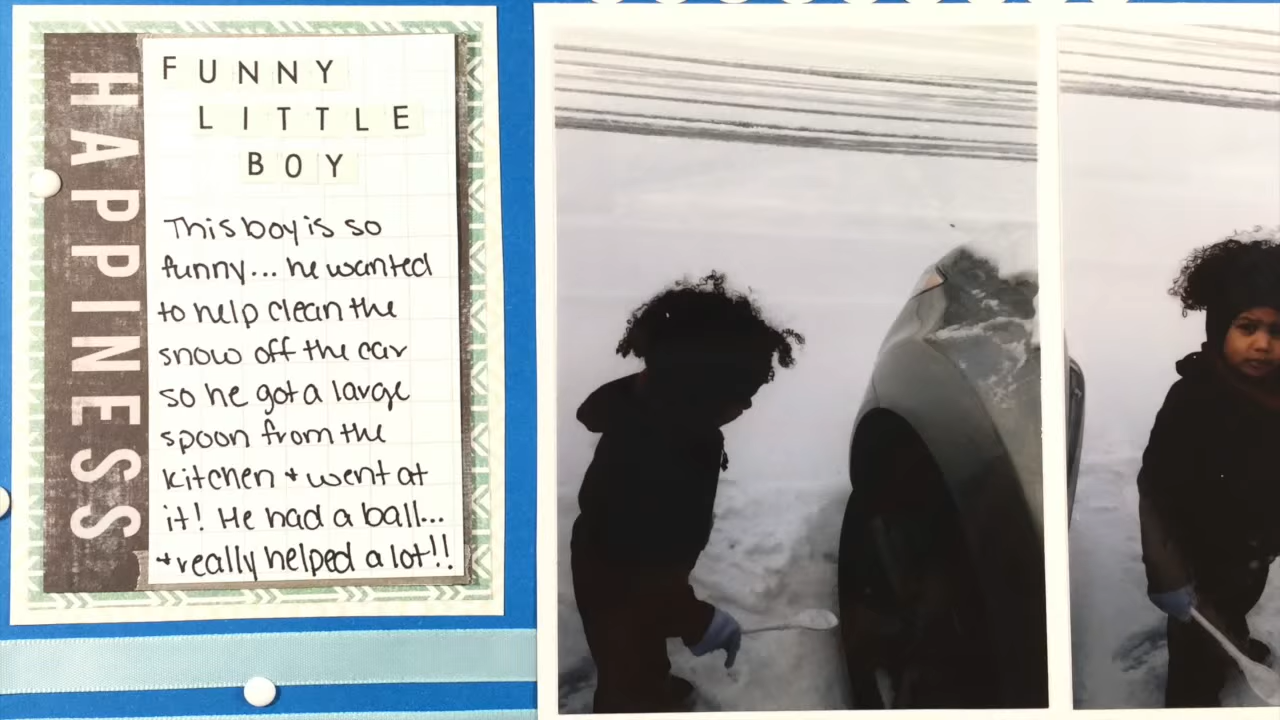 HAPPINESS
FUNNY
LITTLE
BOY
This boy is so
funny... he wanted
to help clean the
snow off the car
so he got a large
spoon from the
kitchen + went at
it! He had a ball...
+ really helped a lot!!